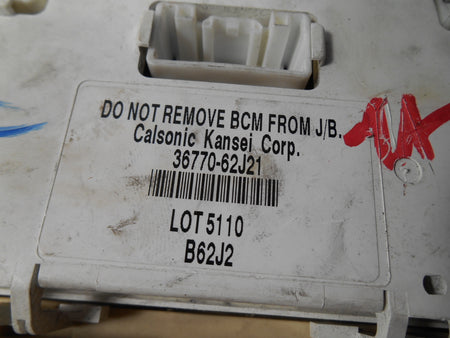 DO NOT REMOVE BCM FROM J/B.
Calsonic Kansei Corp.
36770-62J21
LOT 5110
B62J2